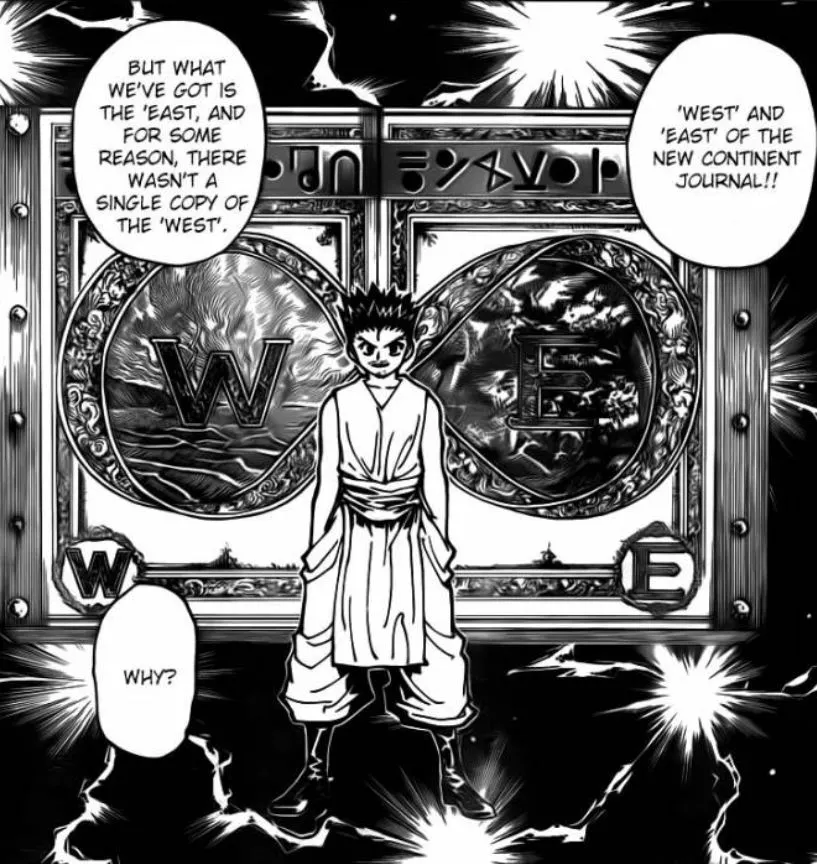 'WEST' AND
'EAST' OF THE
NEW CONTINENT
JOURNAL!!
BUT WHAT
WE'VE GOT IS
THE 'EAST, AND
FOR SOME
REASON, THERE
WASN'T A
SINGLE COPY OF
THE 'WEST'.
W E
W E
WHY?